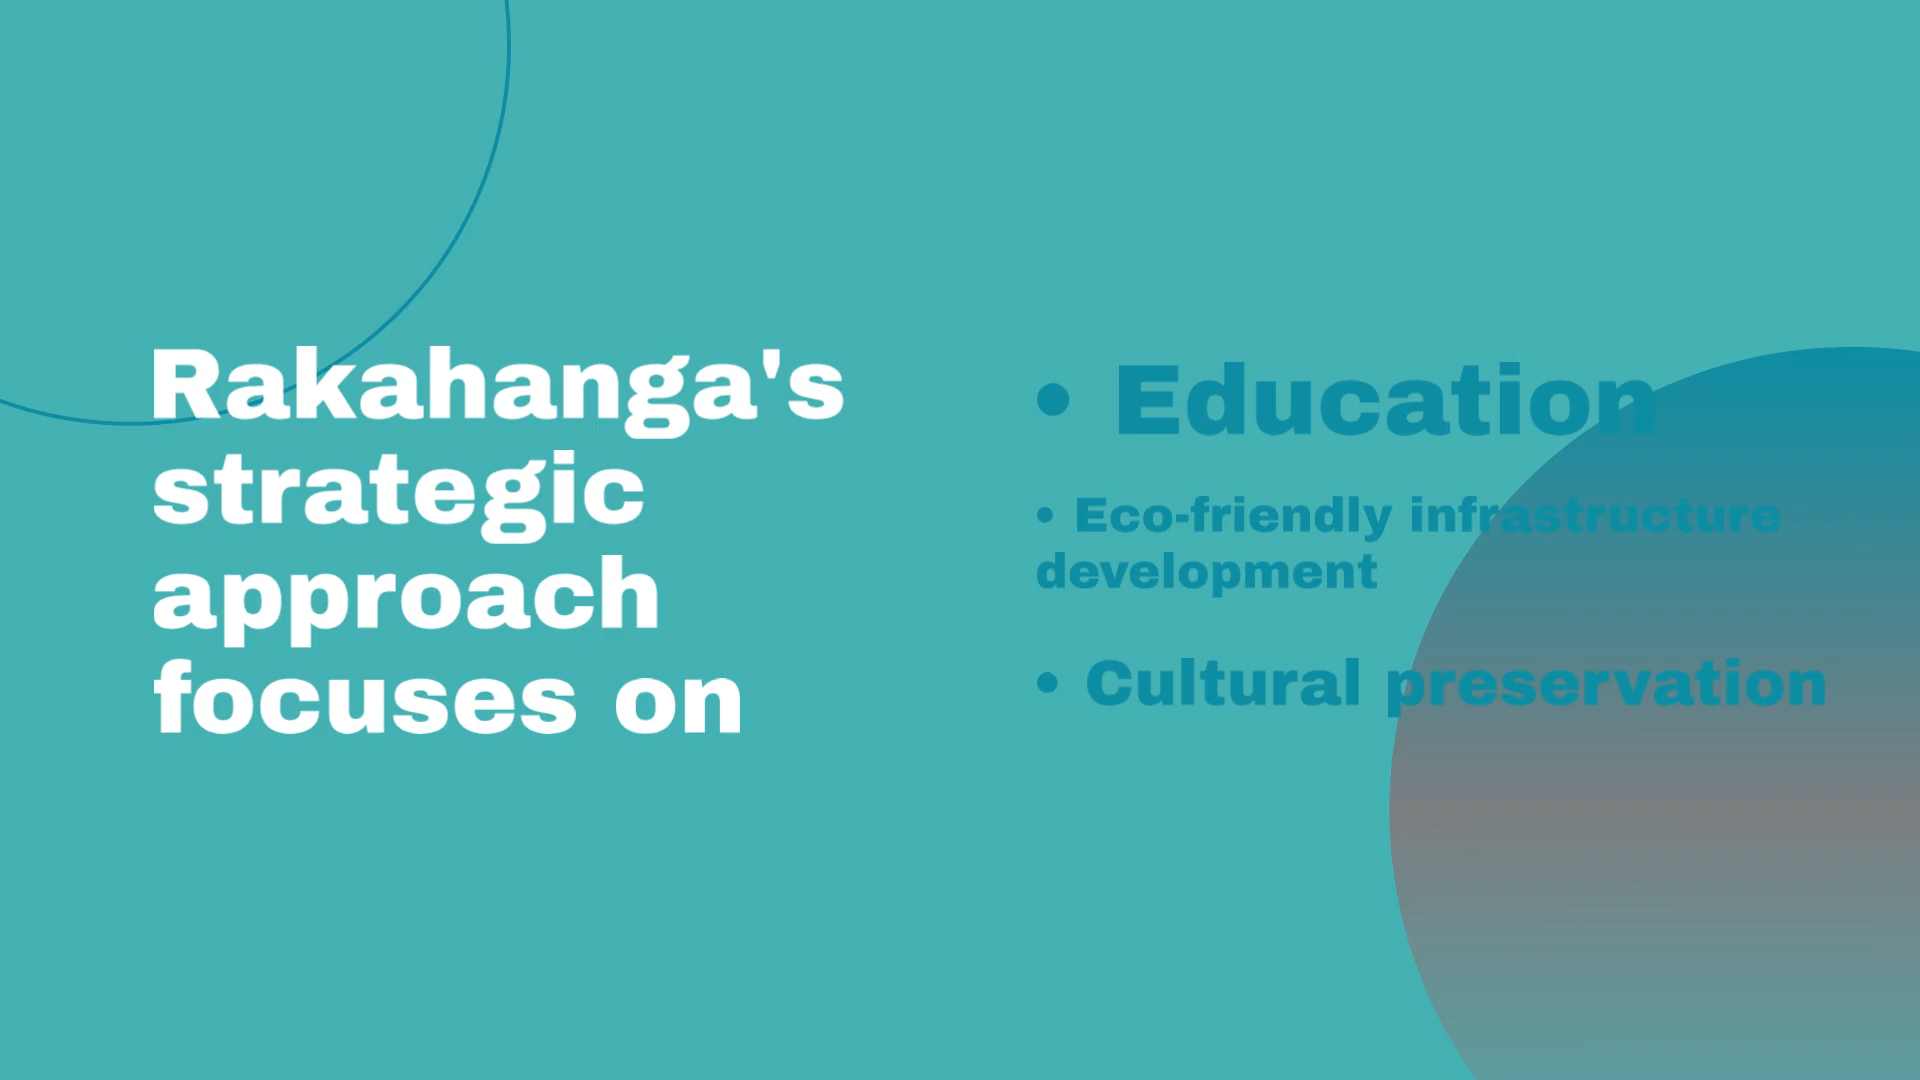 Rakahanga's
strategic
approach
focuses on
• Education
• Eco-friendly infrastructure
development
• Cultural preservation